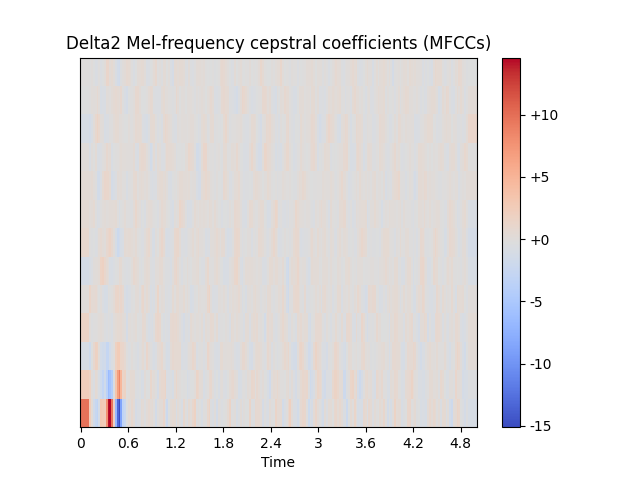 Delta2 Mel-frequency cepstral coefficients (MFCCs)
+10
+5
+0
-5
-10
-15
0 0.6 1.2 1.8 2.4 3 3.6 4.2 4.8
Time